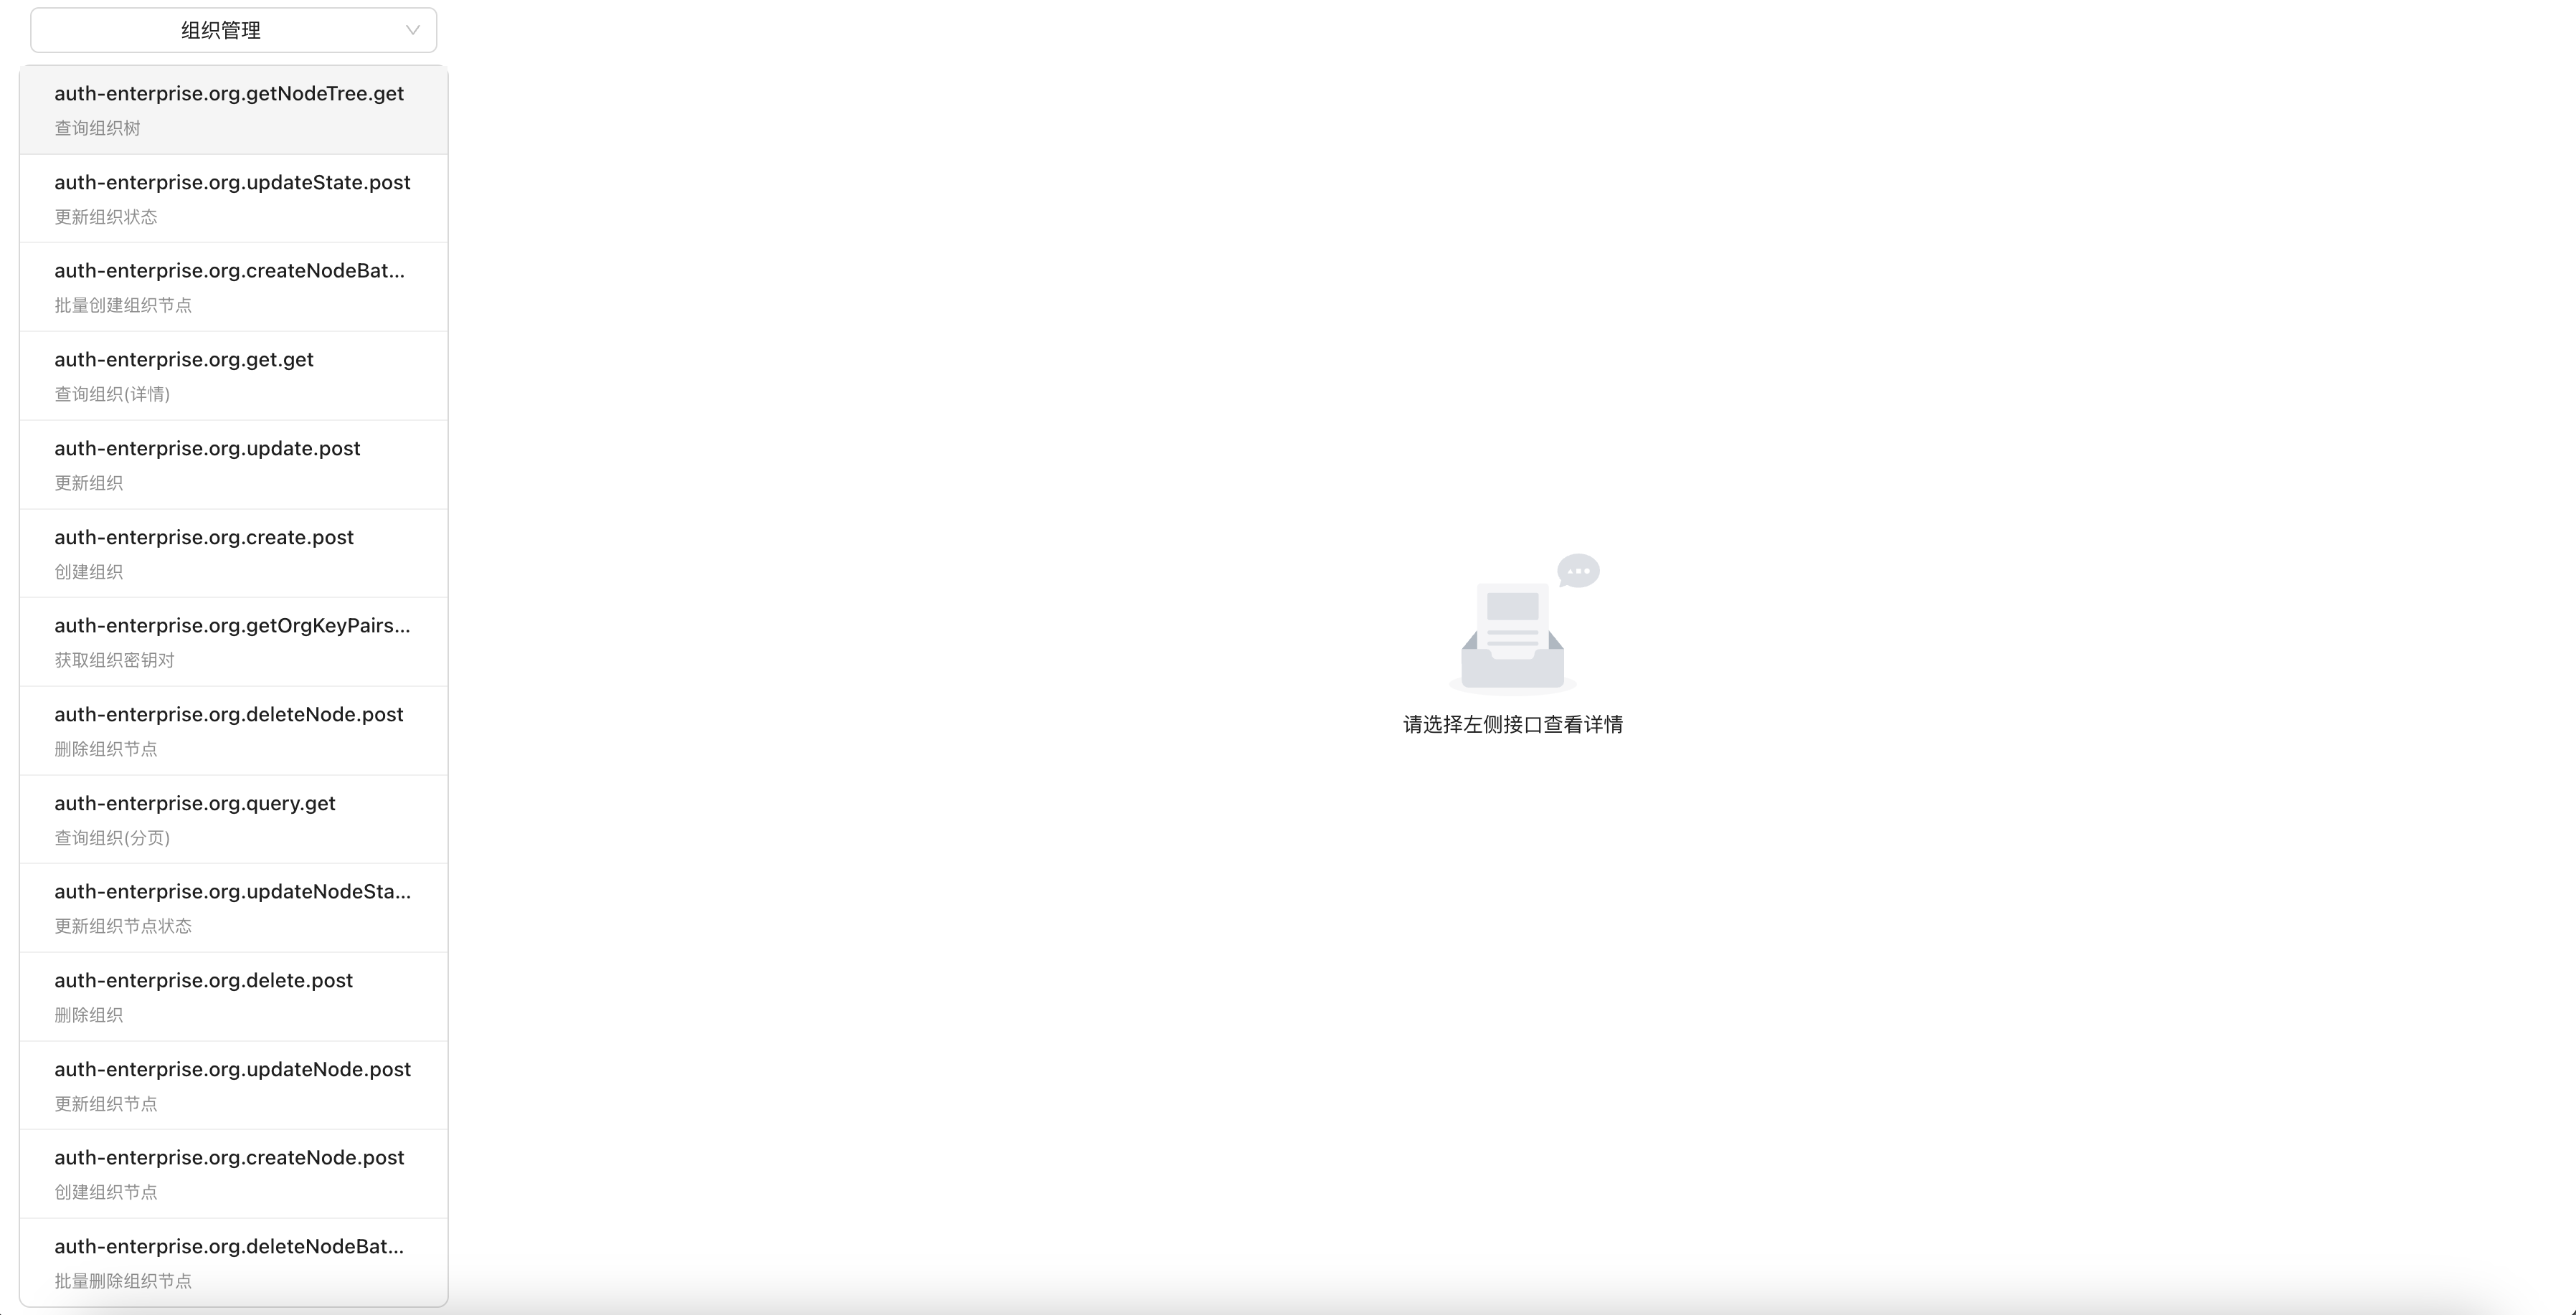 组织管理
auth-enterprise.org.getNodeTree.get
查询组织树
auth-enterprise.org.updateState.post
更新组织状态
auth-enterprise.org.createNodeBat...
批量创建组织节点
auth-enterprise.org.get.get
查询组织(详情)
auth-enterprise.org.update.post
更新组织
auth-enterprise.org.create.post
创建组织
auth-enterprise.org.getOrgKeyPairs...
获取组织密钥对
auth-enterprise.org.deleteNode.post
删除组织节点
auth-enterprise.org.query.get
查询组织(分页)
auth-enterprise.org.updateNodeSta...
更新组织节点状态
auth-enterprise.org.delete.post
删除组织
auth-enterprise.org.updateNode.post
更新组织节点
auth-enterprise.org.createNode.post
创建组织节点
auth-enterprise.org.deleteNodeBat...
批量删除组织节点
请选择左侧接口查看详情